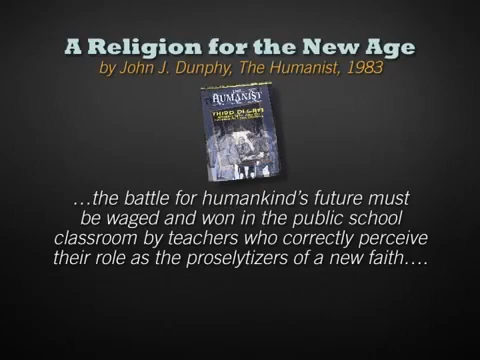 A Religion for the New Age
by John J. Dunphy, The Humanist, 1983
THE
HUMANIST
…the battle for humankind’s future must
be waged and won in the public school
classroom by teachers who correctly perceive
their role as the proselytizers of a new faith….